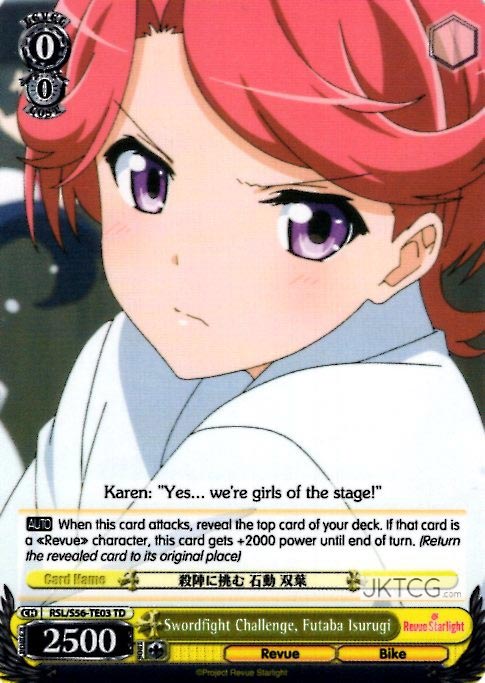 0
0
Karen: "Yes... we're girls of the stage!"
AUTO When this card attacks, reveal the top card of your deck. If that card is
a «Revue» character, this card gets +2000 power until end of turn. (Return
the revealed card to its original place)
Card Name 殺陣に挑む 石動 双葉
JKTCG.com
CH RSL/S56-TE03 TD
2500 Swordfight Challenge, Futaba Isurugi Revue Starlight
Revue Bike
©Project Revue Starlight